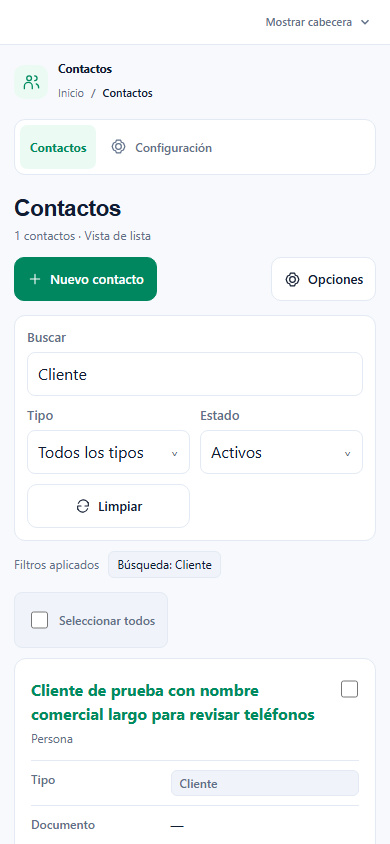 Mostrar cabecera
Contactos
Inicio / Contactos
Contactos
Configuración
Contactos
1 contactos · Vista de lista
Nuevo contacto
Opciones
Buscar
Cliente
Tipo
Estado
Todos los tipos
Activos
Limpiar
Filtros aplicados
Búsqueda: Cliente
Seleccionar todos
Cliente de prueba con nombre
comercial largo para revisar teléfonos
Persona
Tipo
Cliente
Documento
—